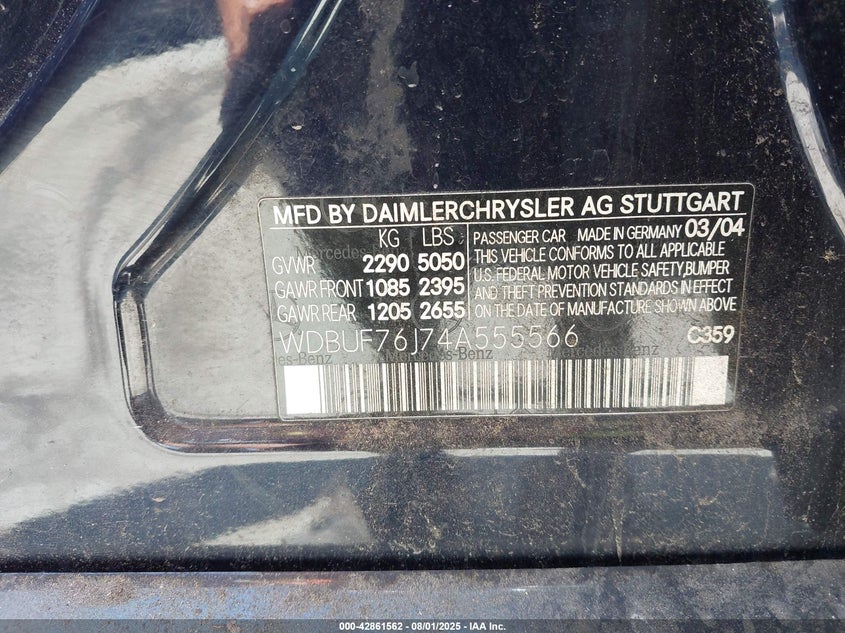 MFD BY DAIMLERCHRYSLER AG STUTTGART
KG LBS
GVWR 2290 5050
GAWR FRONT 1085 2395
GAWR REAR 1205 2655
PASSENGER CAR MADE IN GERMANY 03/04
THIS VEHICLE CONFORMS TO ALL APPLICABLE
U.S. FEDERAL MOTOR VEHICLE SAFETY,BUMPER
AND THEFT PREVENTION STANDARDS IN EFFECT
ON THE DATE OF MANUFACTURE SHOWN ABOVE
WDBUF76J74A555566 C359
Mercedes-Benz
000-42861562 - 08/01/2025 - IAA Inc.